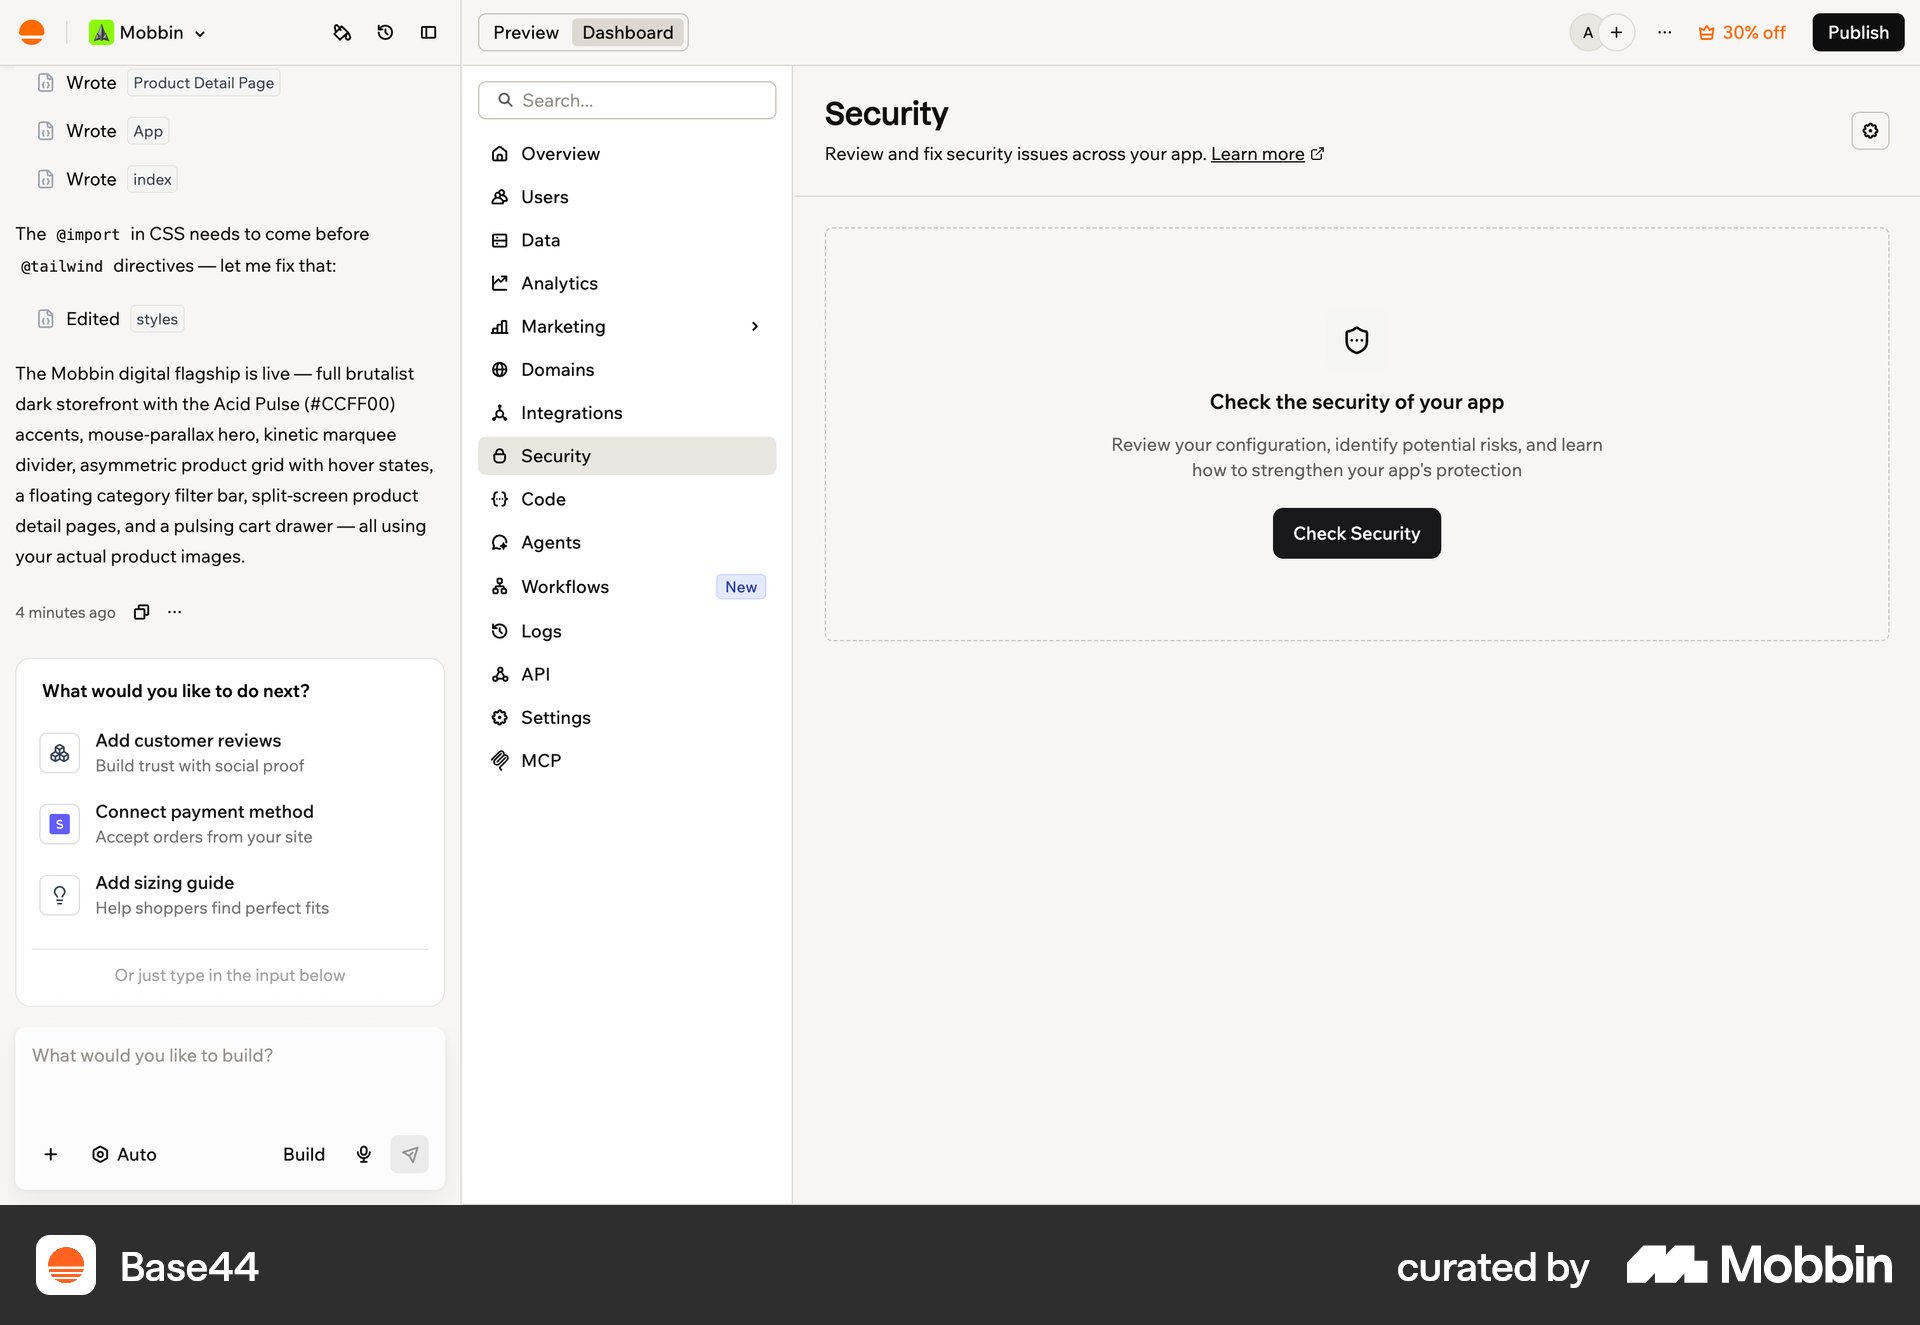 Mobbin
Preview
Dashboard
A
30% off
Publish
Wrote Product Detail Page
Wrote App
Wrote index
The @import in CSS needs to come before
@tailwind directives — let me fix that:
Edited styles
The Mobbin digital flagship is live — full brutalist
dark storefront with the Acid Pulse (#CCFF00)
accents, mouse-parallax hero, kinetic marquee
divider, asymmetric product grid with hover states,
a floating category filter bar, split-screen product
detail pages, and a pulsing cart drawer — all using
your actual product images.
4 minutes ago
What would you like to do next?
Add customer reviews
Build trust with social proof
S
Connect payment method
Accept orders from your site
Add sizing guide
Help shoppers find perfect fits
Or just type in the input below
What would you like to build?
Auto
Build
Search...
Overview
Users
Data
Analytics
Marketing
Domains
Integrations
Security
Code
Agents
Workflows New
Logs
API
Settings
MCP
Security
Review and fix security issues across your app. Learn more
Check the security of your app
Review your configuration, identify potential risks, and learn
how to strengthen your app's protection
Check Security
Base44
curated by Mobbin